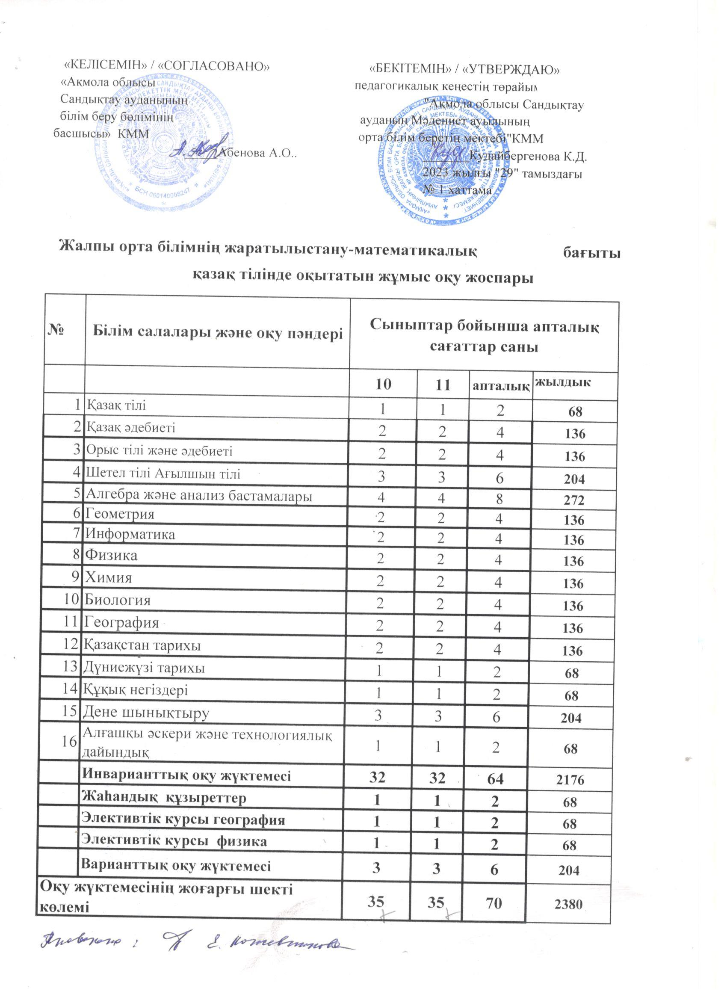 «КЕЛІСЕМІН» / «СОГЛАСОВАНО»
«Ақмола облысы
Сандықтау ауданының
білім беру бөлімінің
басшысы» КММ
Абенова А.О..
«БЕКІТЕМІН» / «УТВЕРЖДАЮ»
педагогикалық кеңестің төрайым
"Ақмола облысы Сандықтау
ауданың Мәдениет ауылының
орта білім беретін мектебі"КММ
Кудайбергенова К.Д.
2023 жылғы "29" тамыздағы
№ 1 хаттама
БСН 060140008247
Жалпы орта білімнің жаратылыстану-математикалық бағыты
қазақ тілінде оқытатын жұмыс оқу жоспары
№ Білім салалары және оқу пәндері Сыныптар бойынша апталық
сағаттар саны
10 11 апталық жылдык
1 Қазақ тілі 1 1 2 68
2 Қазақ әдебиеті 2 2 4 136
3 Орыс тілі және әдебиеті 2 2 4 136
4 Шетел тілі Ағылшын тілі 3 3 6 204
5 Алгебра және анализ бастамалары 4 4 8 272
6 Геометрия 2 2 4 136
7 Информатика 2 2 4 136
8 Физика 2 2 4 136
9 Химия 2 2 4 136
10 Биология 2 2 4 136
11 География 2 2 4 136
12 Қазақстан тарихы 2 2 4 136
13 Дүниежүзі тарихы 1 1 2 68
14 Құқық негіздері 1 1 2 68
15 Дене шынықтыру 3 3 6 204
16 Алғашқы әскери және технологиялық
дайындық 1 1 2 68
Инварианттық оқу жүктемесі 32 32 64 2176
Жаһандық құзыреттер 1 1 2 68
Элективтік курсы география 1 1 2 68
Элективтік курсы физика 1 1 2 68
Варианттық оқу жүктемесі 3 3 6 204
Оқу жүктемесінің жоғарғы шекті
көлемі 35 35 70 2380